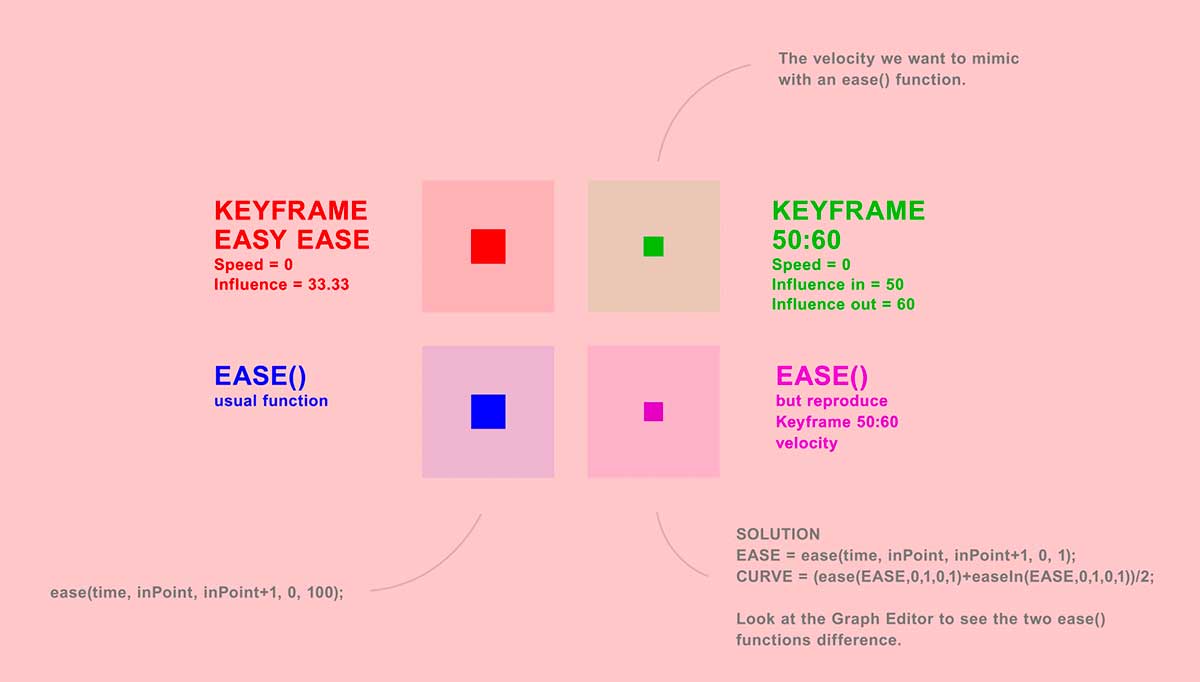 The velocity we want to mimic
with an ease() function.
KEYFRAME
EASY EASE
Speed = 0
Influence = 33.33
KEYFRAME
50:60
Speed = 0
Influence in = 50
Influence out = 60
EASE()
usual function
EASE()
but reproduce
Keyframe 50:60
velocity
ease(time, inPoint, inPoint+1, 0, 100);
SOLUTION
EASE = ease(time, inPoint, inPoint+1, 0, 1);
CURVE = (ease(EASE,0,1,0,1)+easeIn(EASE,0,1,0,1))/2;
Look at the Graph Editor to see the two ease()
functions difference.